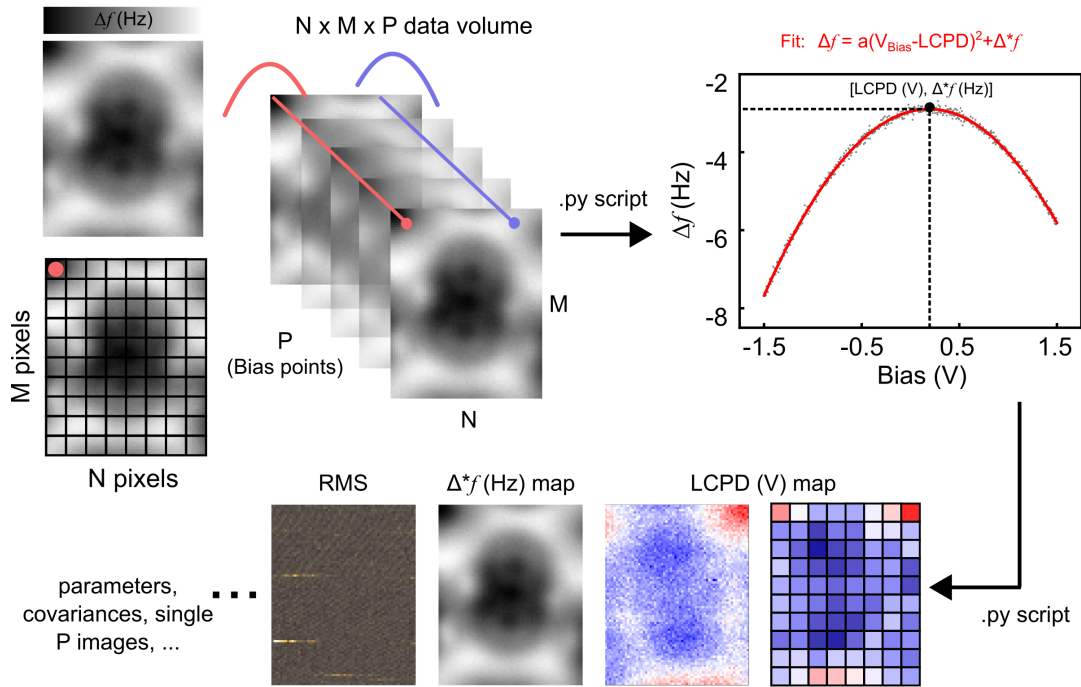 Δf (Hz)
N x M x P data volume
Fit: Δf = a(V_Bias-LCPD)²+Δ*f
[LCPD (V), Δ*f (Hz)]
-2
-4
-6
-8
Δf (Hz)
-1.5
-0.5
0.5
1.5
Bias (V)
.py script
M
N
P
(Bias points)
M pixels
N pixels
RMS
Δ*f (Hz) map
LCPD (V) map
.py script
parameters,
covariances, single
P images, ...
...